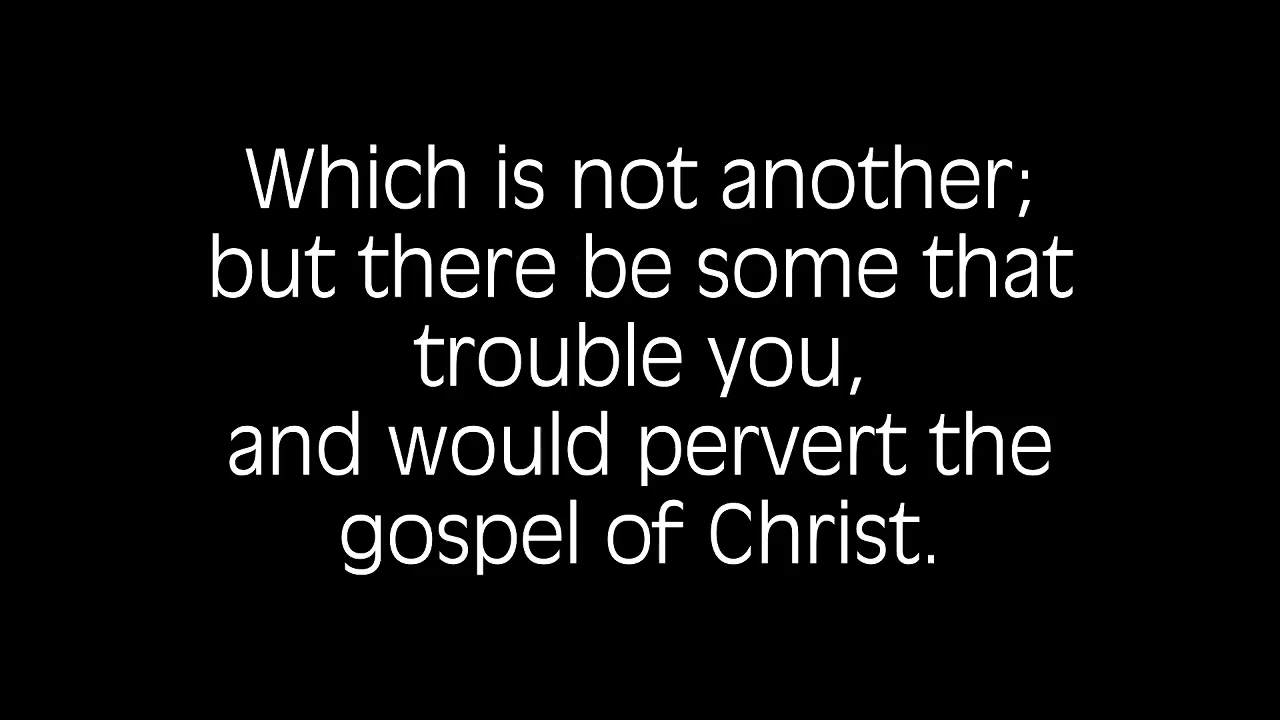 Which is not another;
but there be some that
trouble you,
and would pervert the
gospel of Christ.